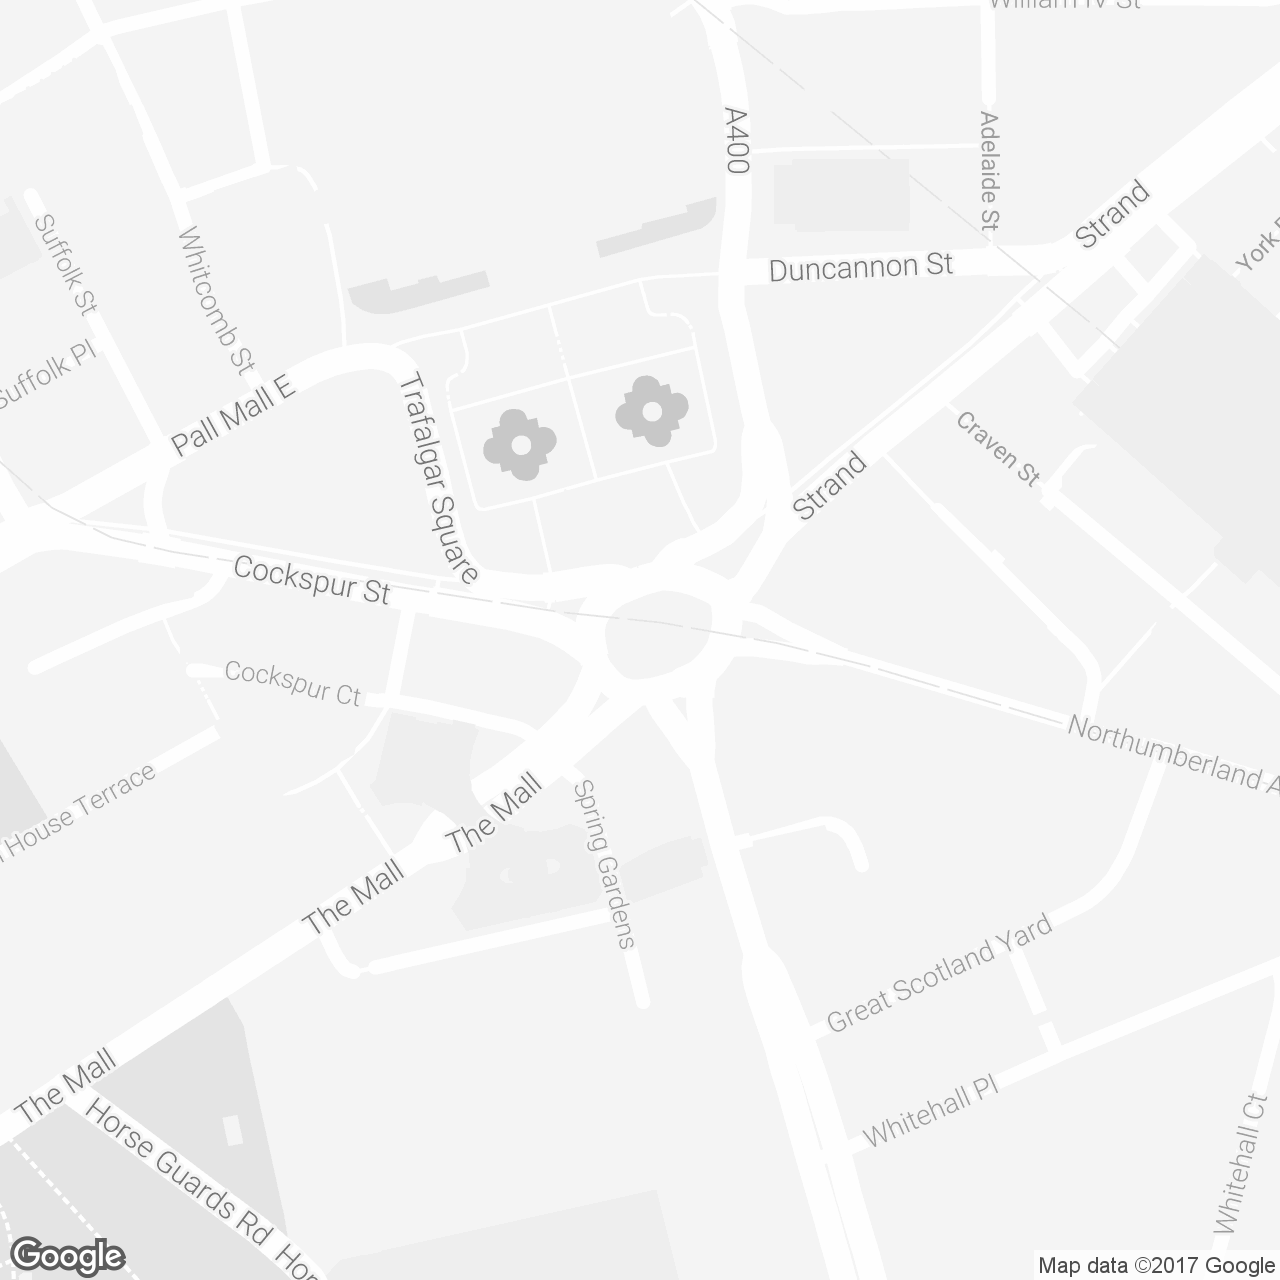 William IV St
A400
Adelaide St
Strand
York
Suffolk St
Whitcomb St
Duncannon St
Suffolk Pl
Pall Mall E
Trafalgar Square
Craven St
Strand
Cockspur St
Cockspur Ct
Northumberland A
House Terrace
The Mall
Spring Gardens
The Mall
Great Scotland Yard
The Mall
Whitehall Pl
Horse Guards Rd
Hor
Whitehall Ct
Google
Map data ©2017 Google